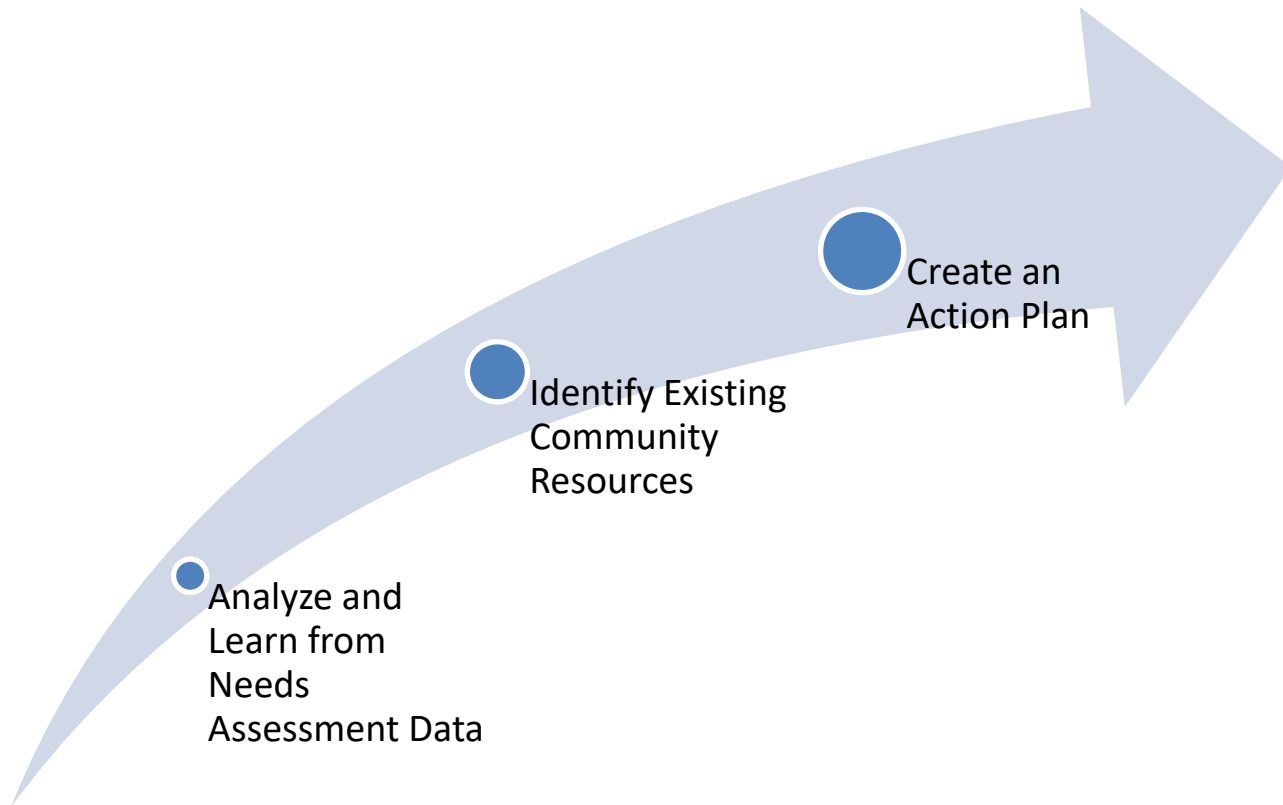 Create an
Action Plan
Identify Existing
Community
Resources
Analyze and
Learn from
Needs
Assessment Data